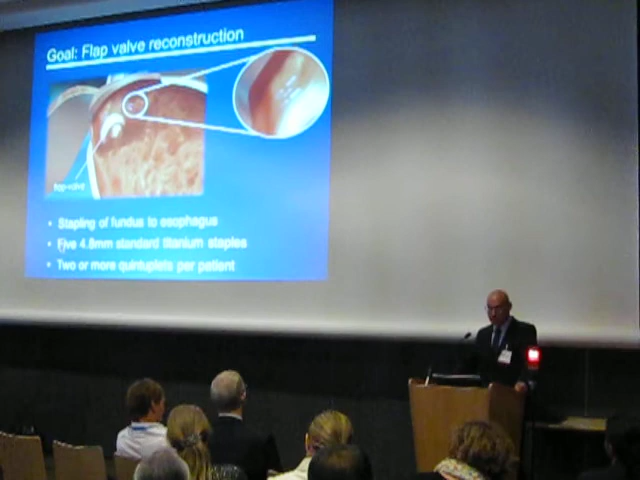 Goal: Flap valve reconstruction
flap-valve
• Stapling of fundus to esophagus
• Five 4.8mm standard titanium staples
• Two or more quintuplets per patient